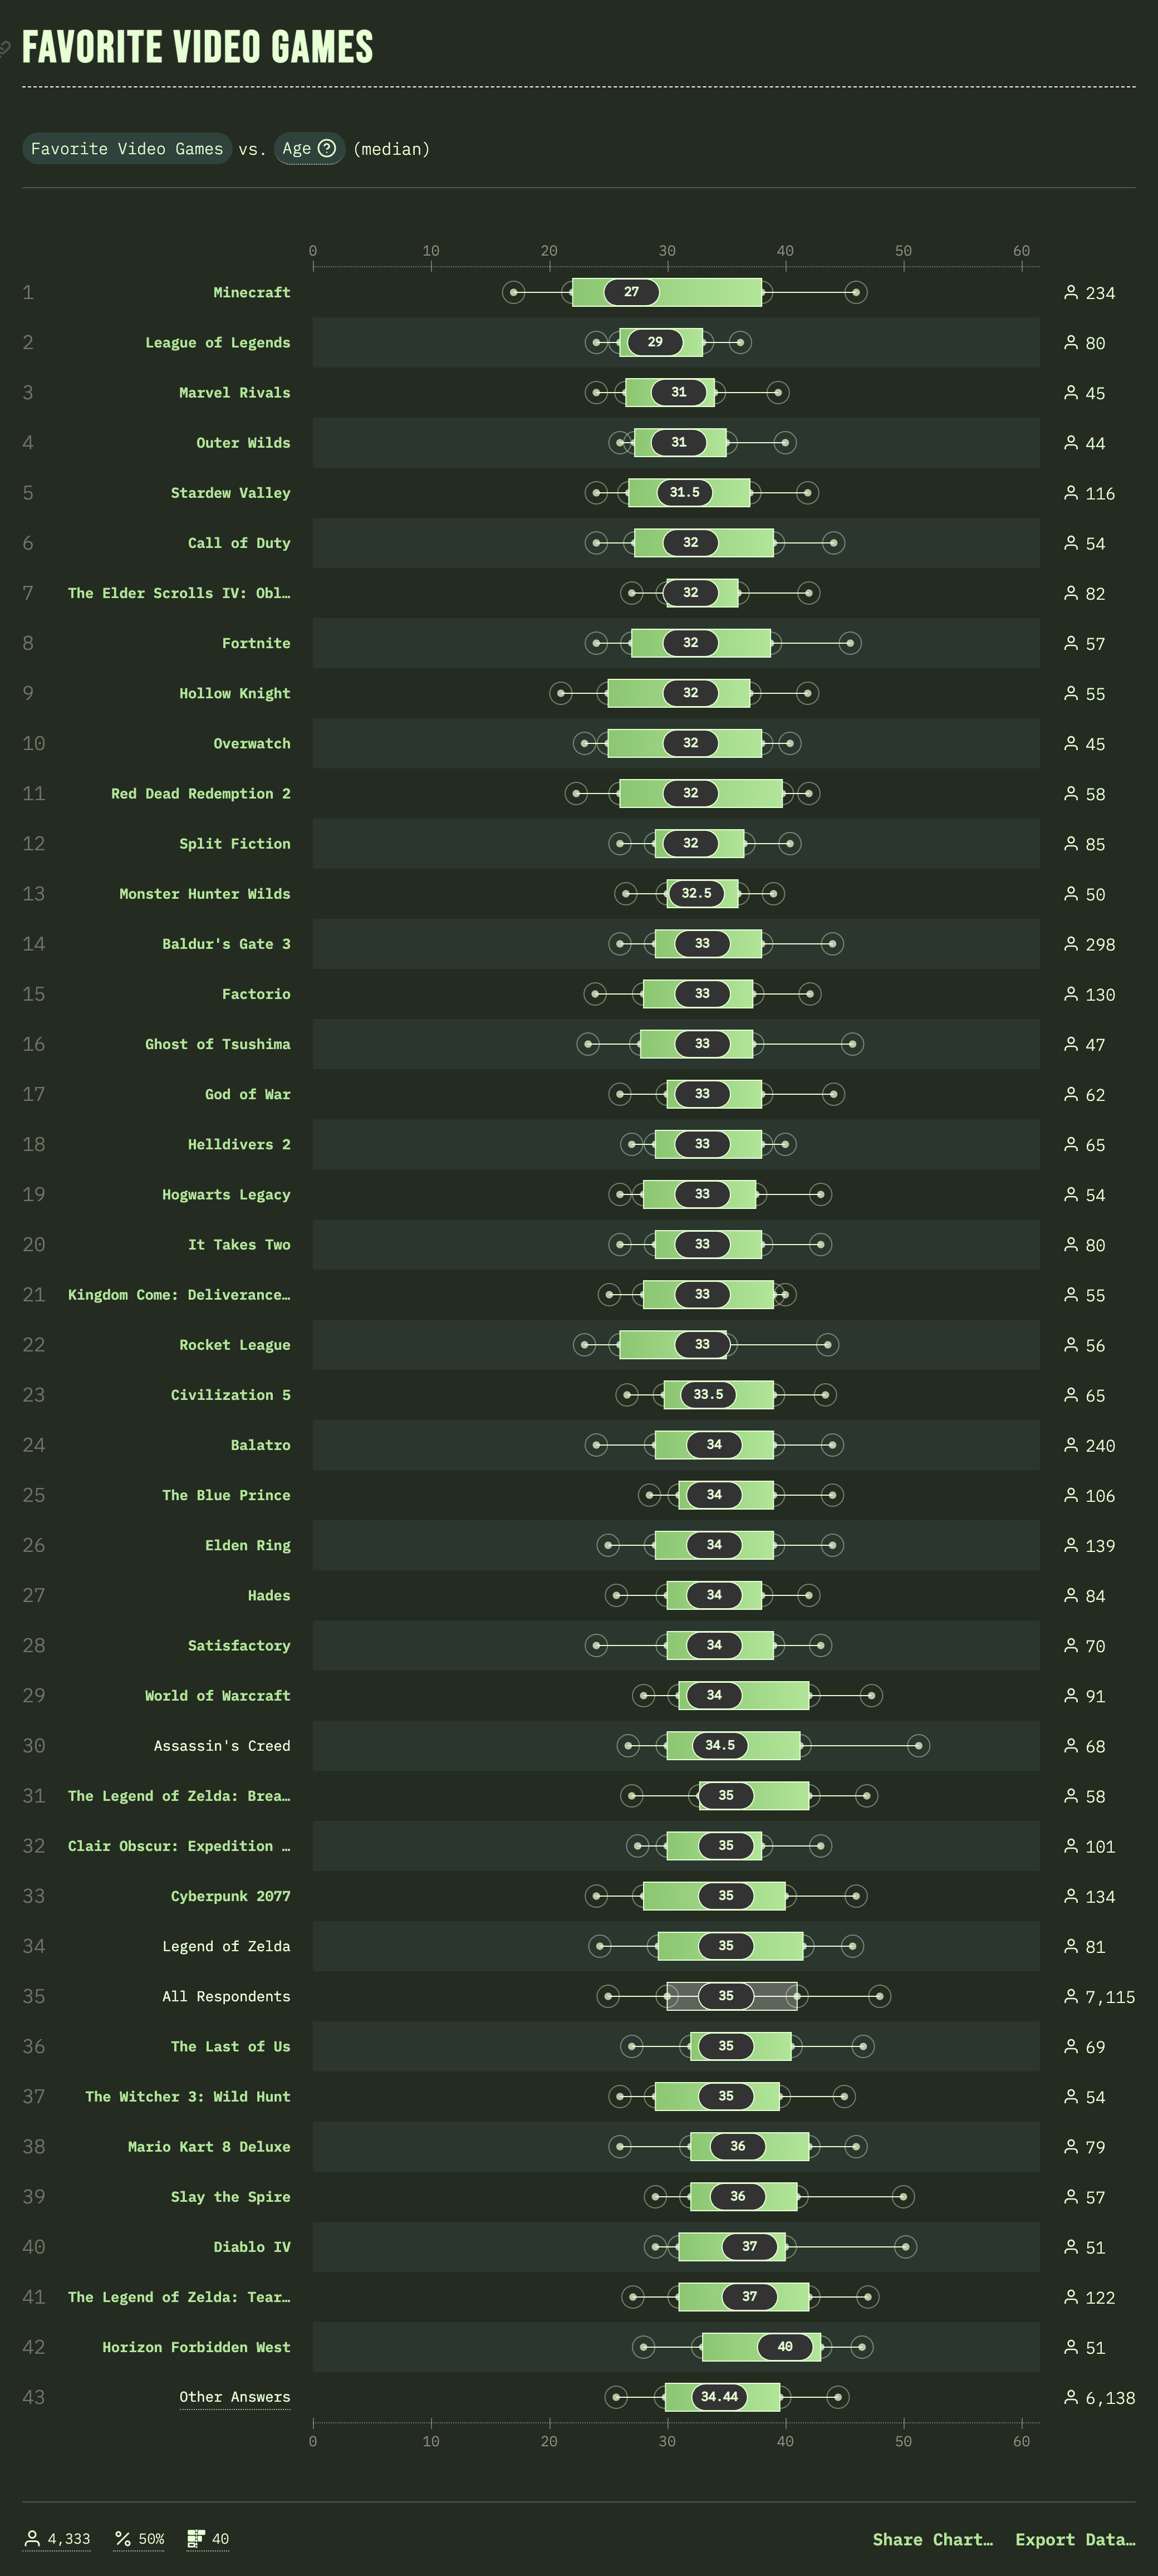 FAVORITE VIDEO GAMES
Favorite Video Games vs. Age (median)
0 10 20 30 40 50 60
1 Minecraft 27 234
2 League of Legends 29 80
3 Marvel Rivals 31 45
4 Outer Wilds 31 44
5 Stardew Valley 31.5 116
6 Call of Duty 32 54
7 The Elder Scrolls IV: Obl… 32 82
8 Fortnite 32 57
9 Hollow Knight 32 55
10 Overwatch 32 45
11 Red Dead Redemption 2 32 58
12 Split Fiction 32 85
13 Monster Hunter Wilds 32.5 50
14 Baldur's Gate 3 33 298
15 Factorio 33 130
16 Ghost of Tsushima 33 47
17 God of War 33 62
18 Helldivers 2 33 65
19 Hogwarts Legacy 33 54
20 It Takes Two 33 80
21 Kingdom Come: Deliverance… 33 55
22 Rocket League 33 56
23 Civilization 5 33.5 65
24 Balatro 34 240
25 The Blue Prince 34 106
26 Elden Ring 34 139
27 Hades 34 84
28 Satisfactory 34 70
29 World of Warcraft 34 91
30 Assassin's Creed 34.5 68
31 The Legend of Zelda: Brea… 35 58
32 Clair Obscur: Expedition … 35 101
33 Cyberpunk 2077 35 134
34 Legend of Zelda 35 81
35 All Respondents 35 7,115
36 The Last of Us 35 69
37 The Witcher 3: Wild Hunt 35 54
38 Mario Kart 8 Deluxe 36 79
39 Slay the Spire 36 57
40 Diablo IV 37 51
41 The Legend of Zelda: Tear… 37 122
42 Horizon Forbidden West 40 51
43 Other Answers 34.44 6,138
0 10 20 30 40 50 60
4,333 50% 40 Share Chart… Export Data…